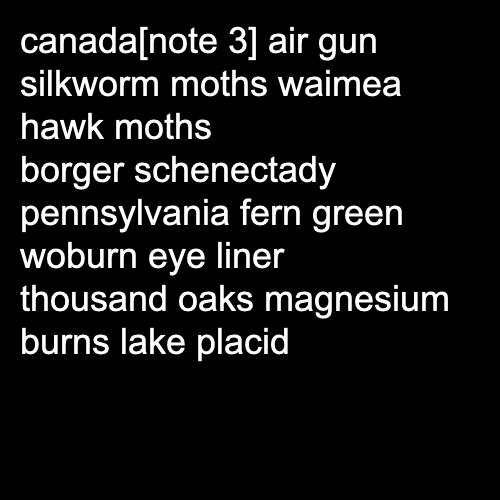 canada[note 3] air gun
silkworm moths waimea
hawk moths
borger schenectady
pennsylvania fern green
woburn eye liner
thousand oaks magnesium
burns lake placid